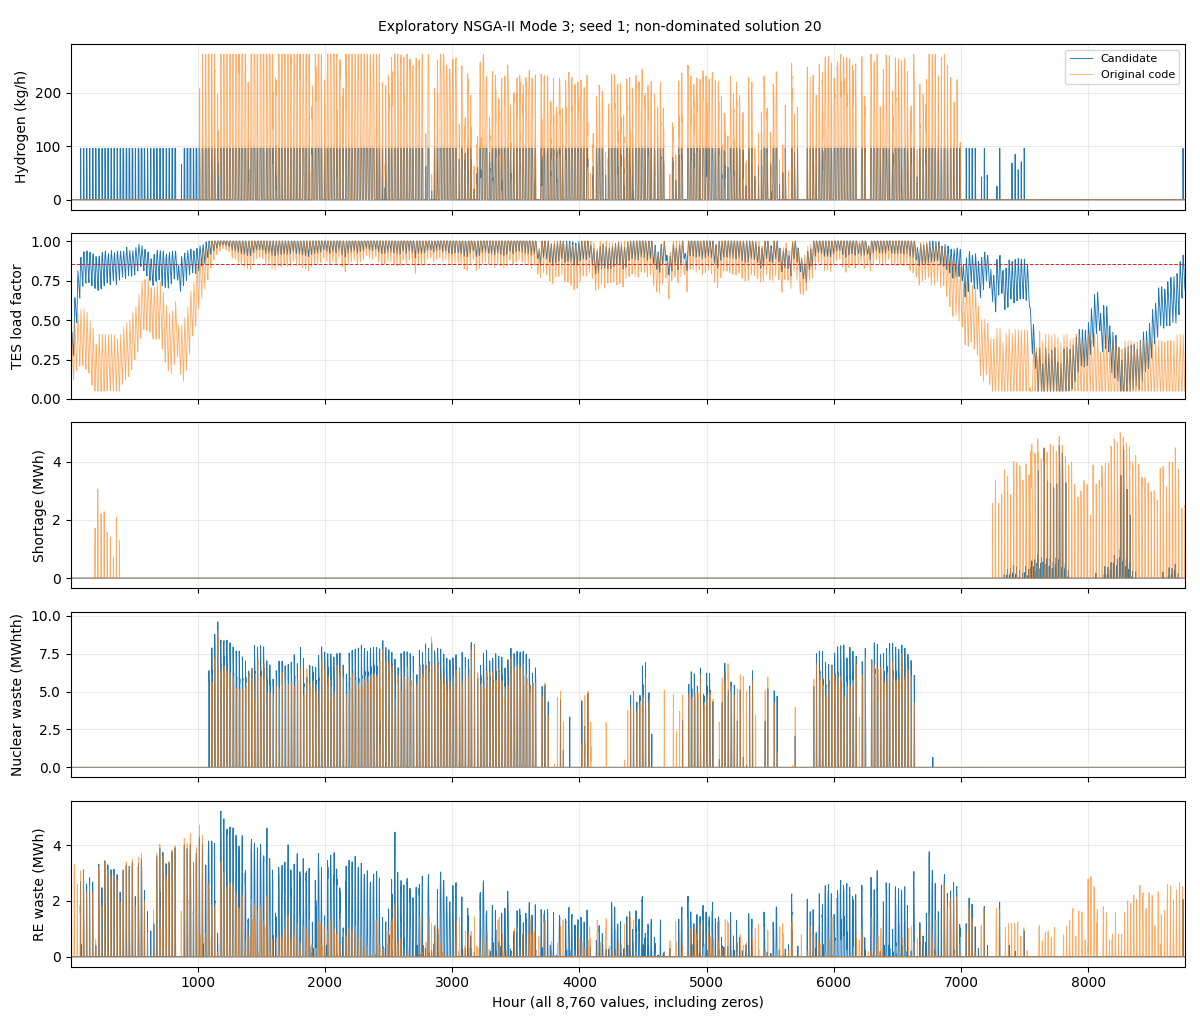 Exploratory NSGA-II Mode 3; seed 1; non-dominated solution 20
Candidate
Original code
Hydrogen (kg/h)
200
100
0
TES load factor
1.00
0.75
0.50
0.25
0.00
Shortage (MWh)
4
2
0
Nuclear waste (MWhth)
10.0
7.5
5.0
2.5
0.0
RE waste (MWh)
4
2
0
1000 2000 3000 4000 5000 6000 7000 8000
Hour (all 8,760 values, including zeros)